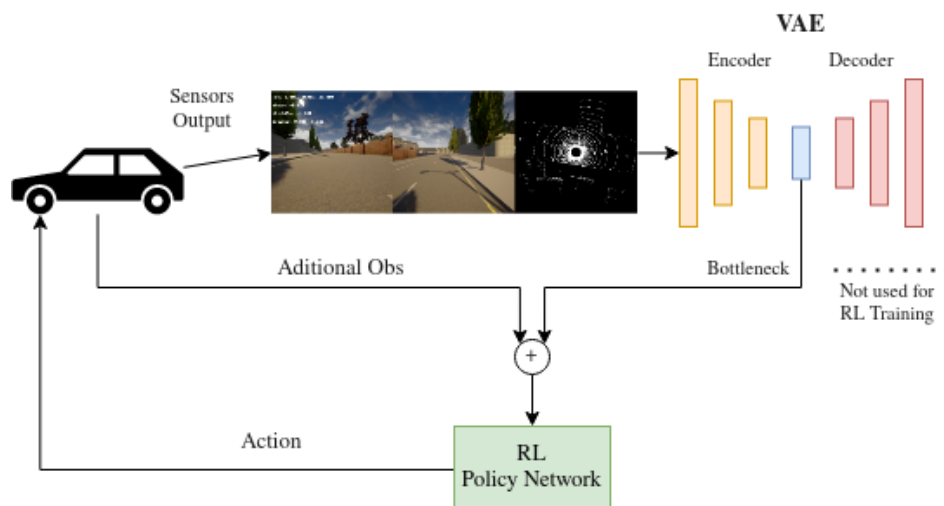 VAE
Encoder
Decoder
Sensors
Output
Aditional Obs
Bottleneck
Not used for
RL Training
+
Action
RL
Policy Network